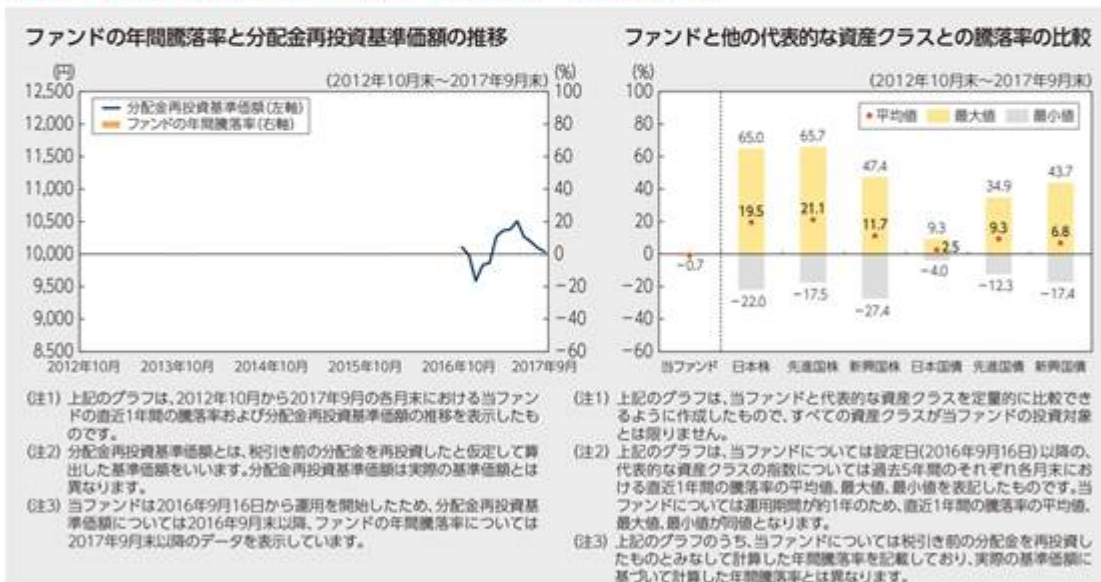 ファンドの年間騰落率と分配金再投資基準価額の推移
(円)
(2012年10月末～2017年9月末)
(%)
分配金再投資基準価額(左軸)
ファンドの年間騰落率(右軸)
12,500
12,000
11,500
11,000
10,500
10,000
9,500
9,000
8,500
100
80
60
40
20
0
−20
−40
−60
2012年10月 2013年10月 2014年10月 2015年10月 2016年10月 2017年9月
(注1) 上記のグラフは、2012年10月から2017年9月の各月末における当ファン
ドの直近1年間の騰落率および分配金再投資基準価額の推移を表示したも
のです。
(注2) 分配金再投資基準価額とは、税引き前の分配金を再投資したと仮定して算
出した基準価額をいいます。分配金再投資基準価額は実際の基準価額とは
異なります。
(注3) 当ファンドは2016年9月16日から運用を開始したため、分配金再投資基
準価額については2016年9月末以降、ファンドの年間騰落率については
2017年9月末以降のデータを表示しています。
ファンドと他の代表的な資産クラスとの騰落率の比較
(%)
(2012年10月末～2017年9月末)
平均値 最大値 最小値
100
80
60
40
20
0
−20
−40
−60
65.0 65.7 47.4 9.3 34.9 43.7
19.5 21.1 11.7 2.5 9.3 6.8
−0.7
−22.0 −17.5 −27.4 −4.0 −12.3 −17.4
当ファンド 日本株 先進国株 新興国株 日本国債 先進国債 新興国債
(注1) 上記のグラフは、当ファンドと代表的な資産クラスを定量的に比較でき
るように作成したもので、すべての資産クラスが当ファンドの投資対象
とは限りません。
(注2) 上記のグラフは、当ファンドについては設定日(2016年9月16日)以降の、
代表的な資産クラスの指数については過去5年間のそれぞれ各月末にお
ける直近1年間の騰落率の平均値、最大値、最小値を表記したものです。当
ファンドについては運用期間が約1年のため、直近1年間の騰落率の平均値、
最大値、最小値が同値となります。
(注3) 上記のグラフのうち、当ファンドについては税引き前の分配金を再投資し
たものとみなして計算した年間騰落率を記載しており、実際の基準価額に
基づいて計算した年間騰落率とは異なります。